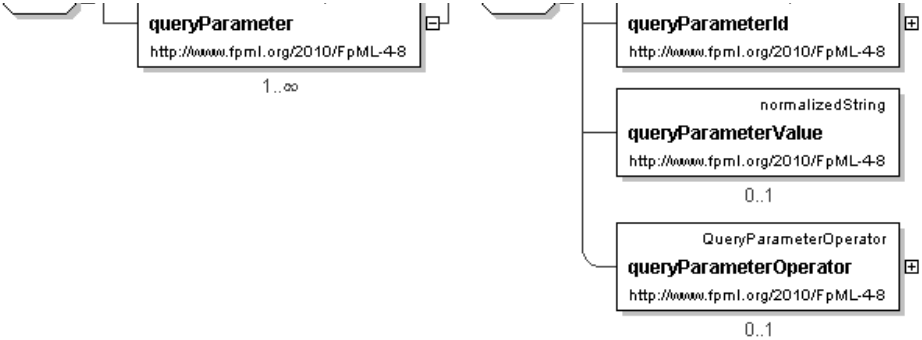 queryParameter
http://www.fpml.org/2010/FpML-4-8
1..∞
queryParameterId
http://www.fpml.org/2010/FpML-4-8
normalizedString
queryParameterValue
http://www.fpml.org/2010/FpML-4-8
0..1
QueryParameterOperator
queryParameterOperator
http://www.fpml.org/2010/FpML-4-8
0..1